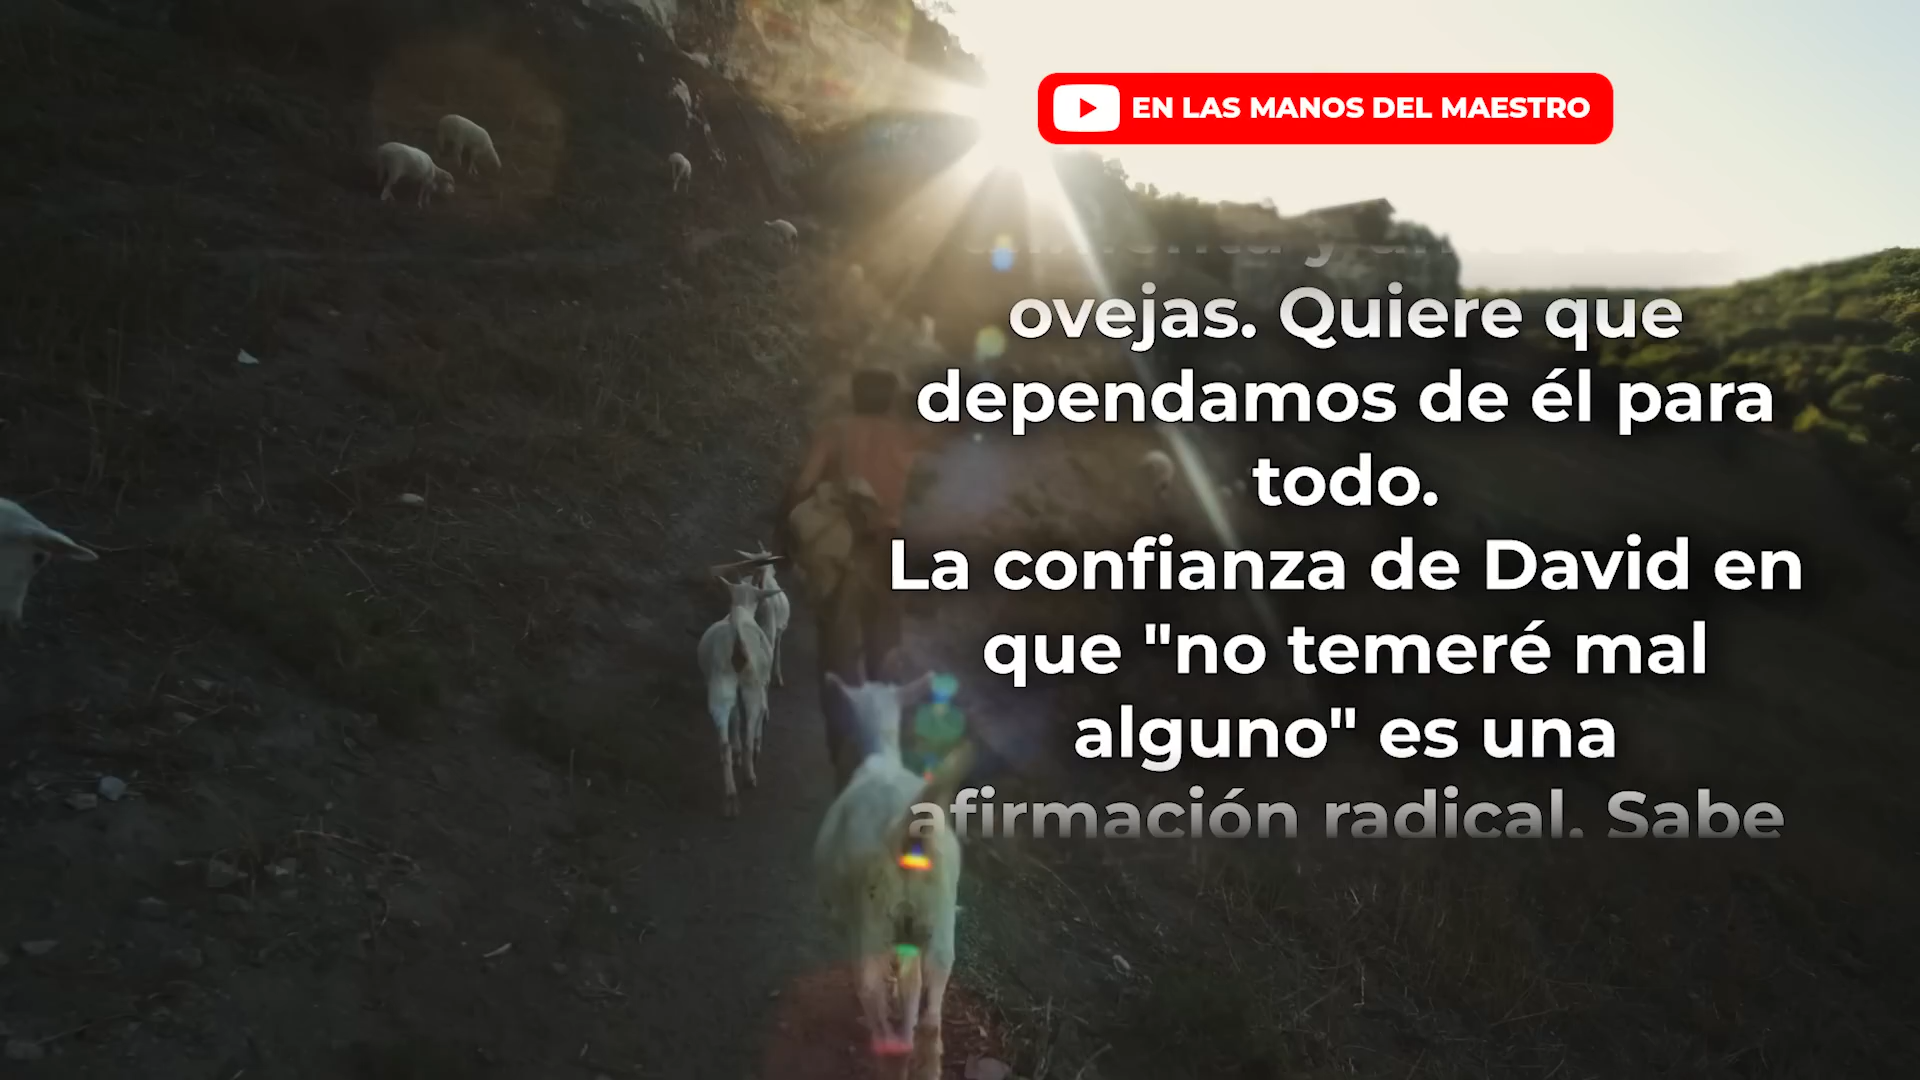 EN LAS MANOS DEL MAESTRO
ovejas. Quiere que
dependamos de él para
todo.
La confianza de David en
que "no temeré mal
alguno" es una
afirmación radical. Sabe